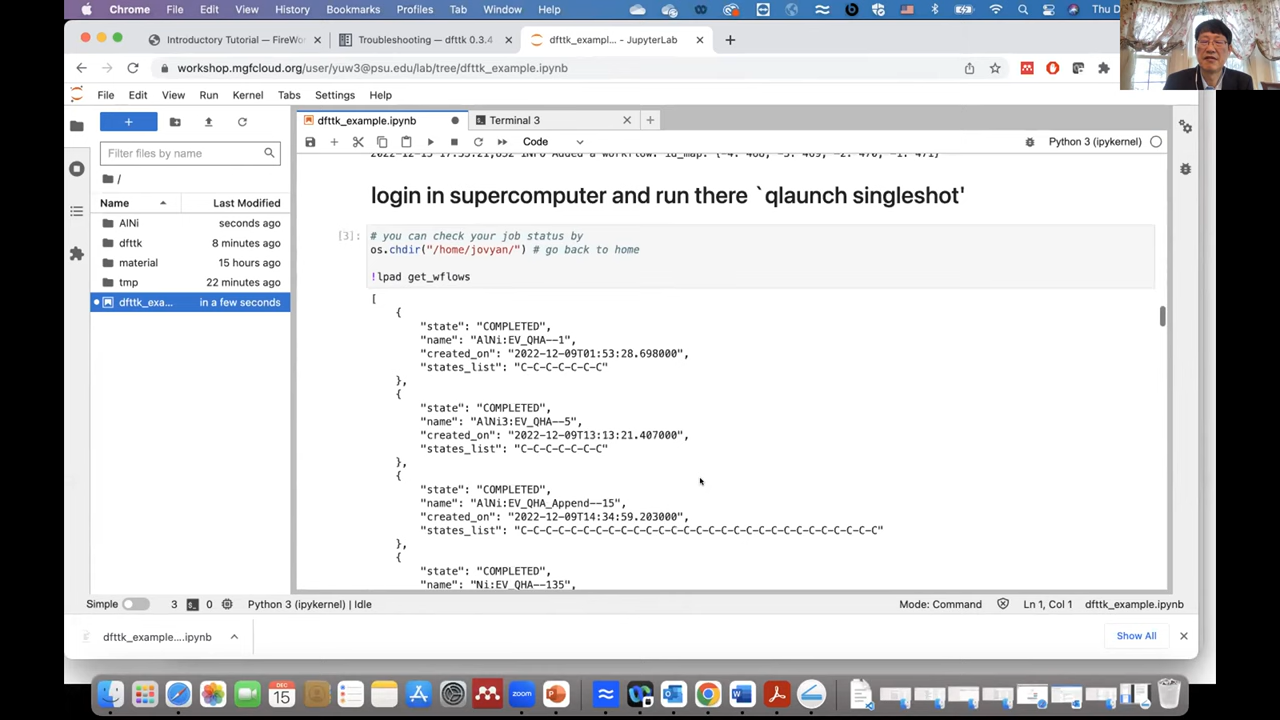 Chrome File Edit View History Bookmarks Profiles Tab Window Help Thu D
Introductory Tutorial — FireWo
Troubleshooting — dfttk 0.3.4
dfttk_exampl... - JupyterLab
workshop.mgfcloud.org/user/yuw3@psu.edu/lab/tree/dfttk_example.ipynb
File Edit View Run Kernel Tabs Settings Help
dfttk_example.ipynb
Terminal 3
Code
Python 3 (ipykernel)
Filter files by name
/
Name Last Modified
AlNi seconds ago
dfttk 8 minutes ago
material 15 hours ago
tmp 22 minutes ago
dfttk_exa... in a few seconds
login in supercomputer and run there `qlaunch singleshot'
[3]:
# you can check your job status by
os.chdir("/home/jovyan/") # go back to home
!lpad get_wflows
[
{
"state": "COMPLETED",
"name": "AlNi:EV_QHA--1",
"created_on": "2022-12-09T01:53:28.698000",
"states_list": "C-C-C-C-C-C-C"
},
{
"state": "COMPLETED",
"name": "AlNi3:EV_QHA--5",
"created_on": "2022-12-09T13:13:21.407000",
"states_list": "C-C-C-C-C-C-C"
},
{
"state": "COMPLETED",
"name": "AlNi:EV_QHA_Append--15",
"created_on": "2022-12-09T14:34:59.203000",
"states_list": "C-C-C-C-C-C-C-C-C-C-C-C-C-C-C-C-C-C-C-C-C-C-C-C-C-C-C-C-C"
},
{
"state": "COMPLETED",
"name": "Ni:EV_QHA--135",
Simple 3 0 Python 3 (ipykernel) | Idle Mode: Command Ln 1, Col 1 dfttk_example.ipynb
dfttk_example....ipynb
Show All
DEC
15
zoom